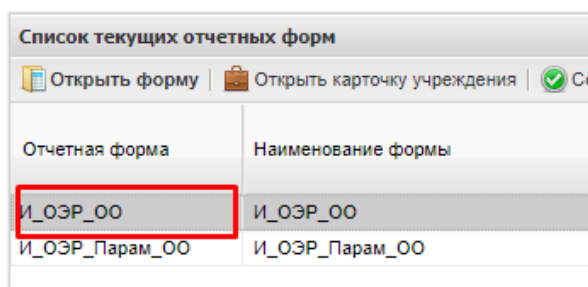 Список текущих отчетных форм
Открыть форму Открыть карточку учреждения
Отчетная форма Наименование формы
И_ОЭР_ОО И_ОЭР_ОО
И_ОЭР_Парам_ОО И_ОЭР_Парам_ОО